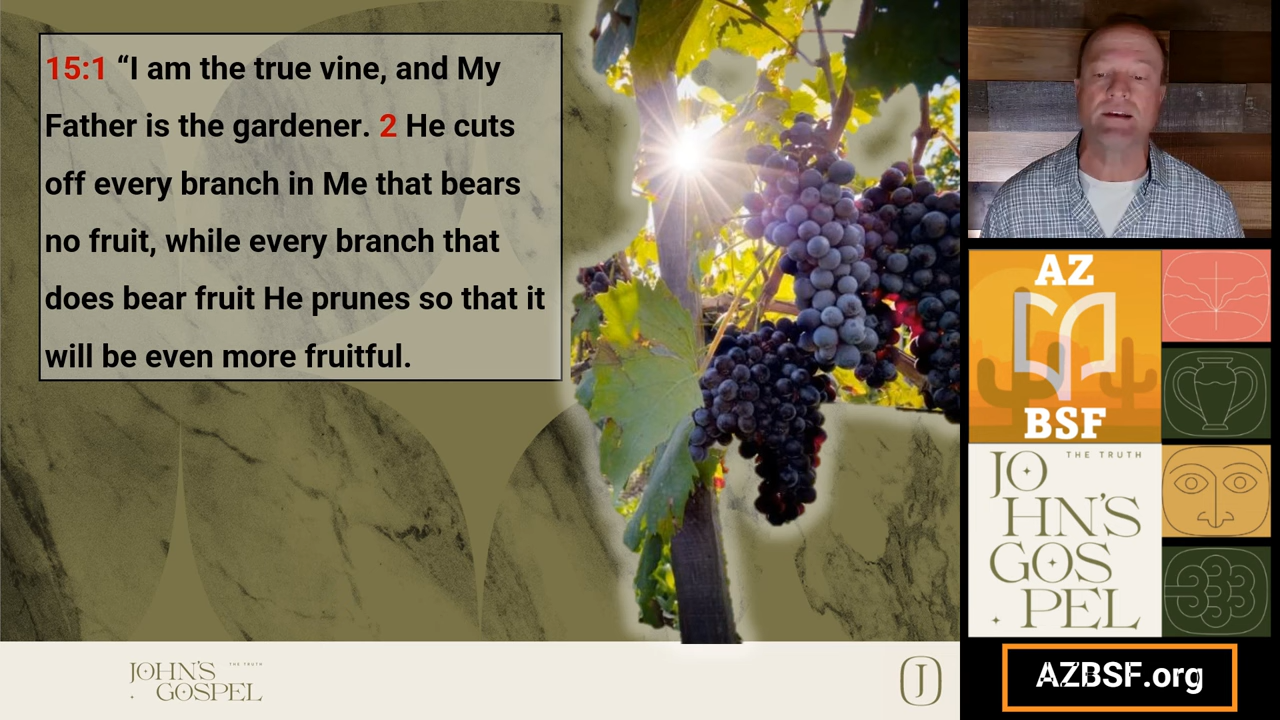 15:1 “I am the true vine, and My
Father is the gardener. 2 He cuts
off every branch in Me that bears
no fruit, while every branch that
does bear fruit He prunes so that it
will be even more fruitful.
JOHN'S THE TRUTH
GOSPEL
J
AZ
BSF
THE TRUTH
JO
HN'S
GOS
PEL
AZBSF.org